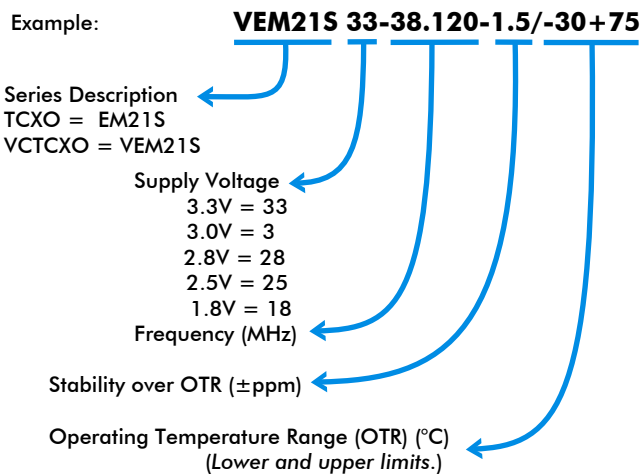 Example: VEM21S 33-38.120-1.5/-30+75
Series Description
TCXO = EM21S
VCTCXO = VEM21S
Supply Voltage
3.3V = 33
3.0V = 3
2.8V = 28
2.5V = 25
1.8V = 18
Frequency (MHz)
Stability over OTR (±ppm)
Operating Temperature Range (OTR) (°C)
(Lower and upper limits.)